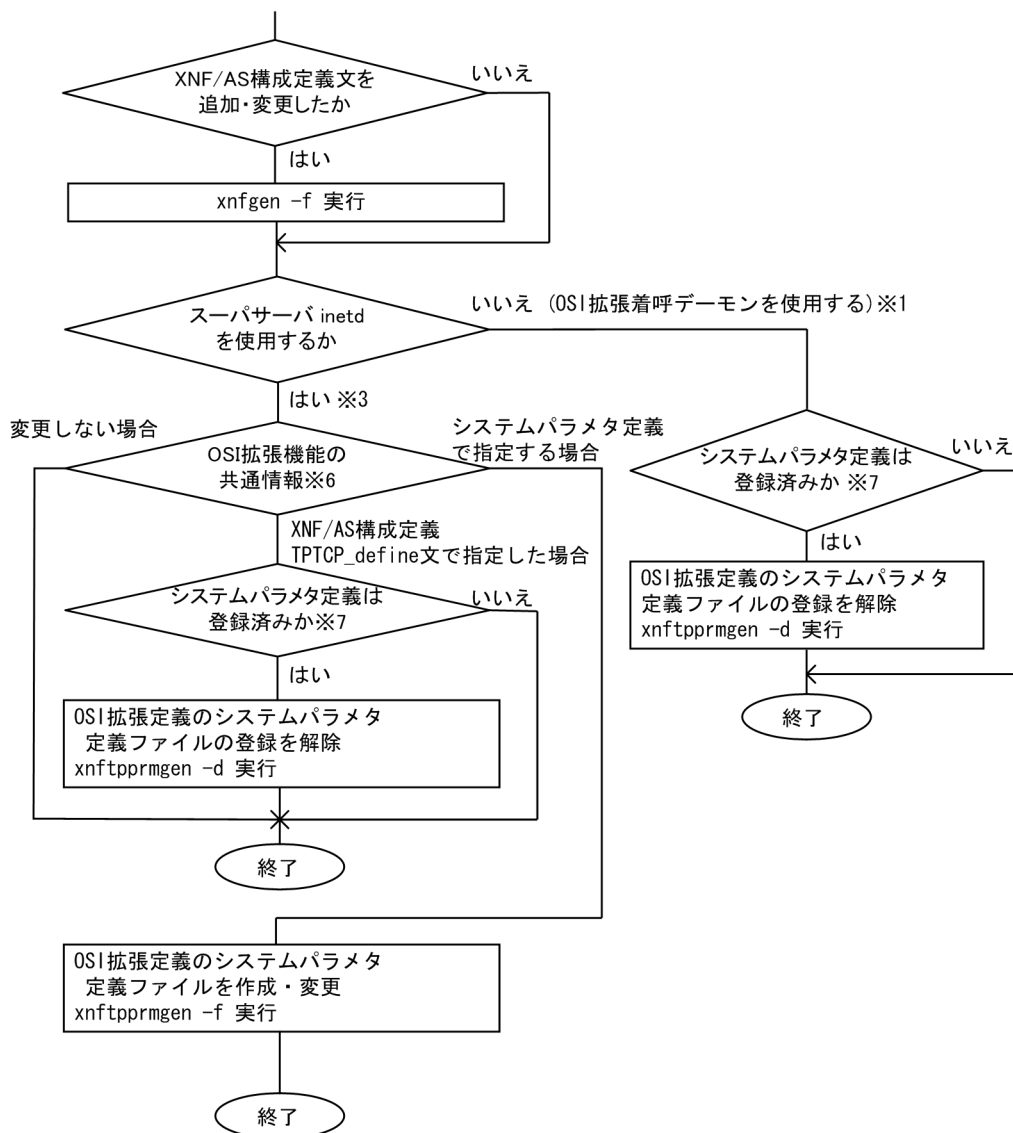 XNF/AS構成定義文を
追加・変更したか
いいえ
はい
xnfgen -f 実行
スーパサーバ inetd
を使用するか
いいえ (OSI拡張着呼デーモンを使用する)※1
はい ※3
変更しない場合
OSI拡張機能の
共通情報※6
システムパラメタ定義
で指定する場合
システムパラメタ定義は
登録済みか ※7
いいえ
はい
OSI拡張定義のシステムパラメタ
定義ファイルの登録を解除
xnftpprmgen -d 実行
終了
XNF/AS構成定義
TPTCP_define文で指定した場合
システムパラメタ定義は
登録済みか※7
いいえ
はい
OSI拡張定義のシステムパラメタ
定義ファイルの登録を解除
xnftpprmgen -d 実行
終了
OSI拡張定義のシステムパラメタ
定義ファイルを作成・変更
xnftpprmgen -f 実行
終了